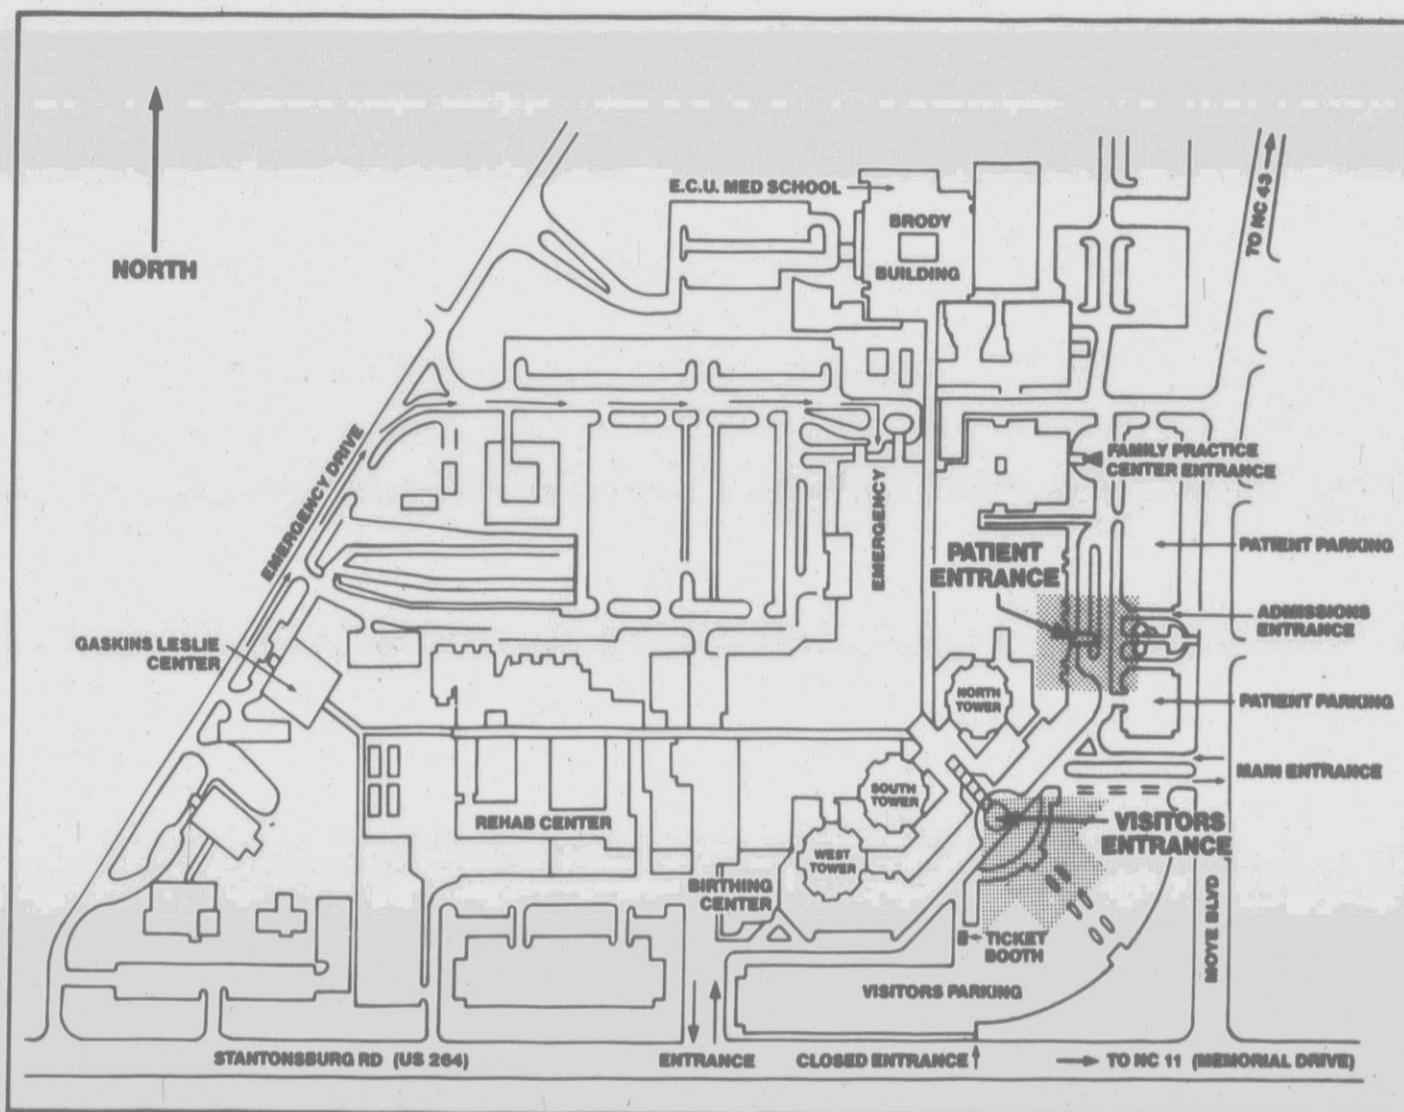 NORTH
E.C.U. MED SCHOOL
BRODY
BUILDING
TO NC 43
EMERGENCY DRIVE
FAMILY PRACTICE
CENTER ENTRANCE
EMERGENCY
PATIENT
ENTRANCE
PATIENT PARKING
ADMISSIONS
ENTRANCE
GASKINS LESLIE
CENTER
NORTH
TOWER
PATIENT PARKING
MAIN ENTRANCE
SOUTH
TOWER
REHAB CENTER
VISITORS
ENTRANCE
WEST
TOWER
BIRTHING
CENTER
TICKET
BOOTH
MOYE BLVD
VISITORS PARKING
STANTONSBURG RD (US 264)
ENTRANCE
CLOSED ENTRANCE
TO NC 11 (MEMORIAL DRIVE)